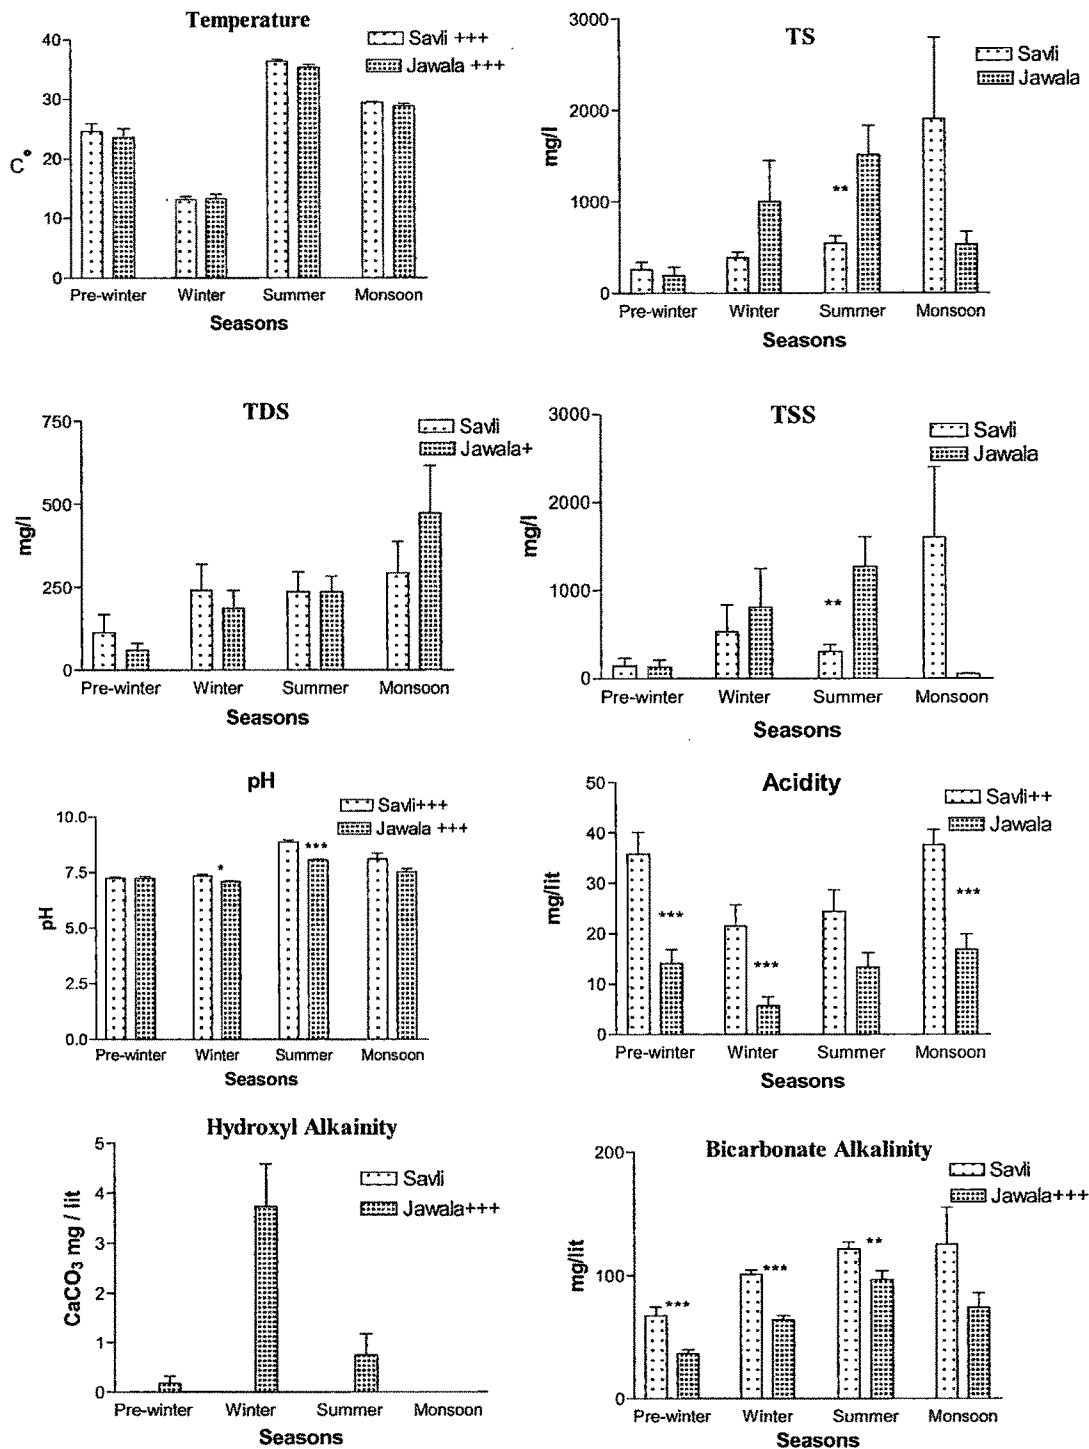 Temperature
Savli +++
Jawala +++
40
30
20
10
0
C°
Pre-winter Winter Summer Monsoon
Seasons
TS
Savli
Jawala
3000
2000
1000
0
mg/l
**
Pre-winter Winter Summer Monsoon
Seasons
TDS
Savli
Jawala+
750
500
250
0
mg/l
Pre-winter Winter Summer Monsoon
Seasons
TSS
Savli
Jawala
3000
2000
1000
0
mg/l
**
Pre-winter Winter Summer Monsoon
Seasons
pH
Savli+++
Jawala +++
10.0
7.5
5.0
2.5
0.0
pH
* ***
Pre-winter Winter Summer Monsoon
Seasons
Acidity
Savli++
Jawala
50
40
30
20
10
0
mg/lit
*** *** ***
Pre-winter Winter Summer Monsoon
Seasons
Hydroxyl Alkainity
Savli
Jawala+++
5
4
3
2
1
0
CaCO₃ mg / lit
Pre-winter Winter Summer Monsoon
Seasons
Bicarbonate Alkalinity
Savli
Jawala+++
200
100
0
mg/lit
*** *** **
Pre-winter Winter Summer Monsoon
Seasons